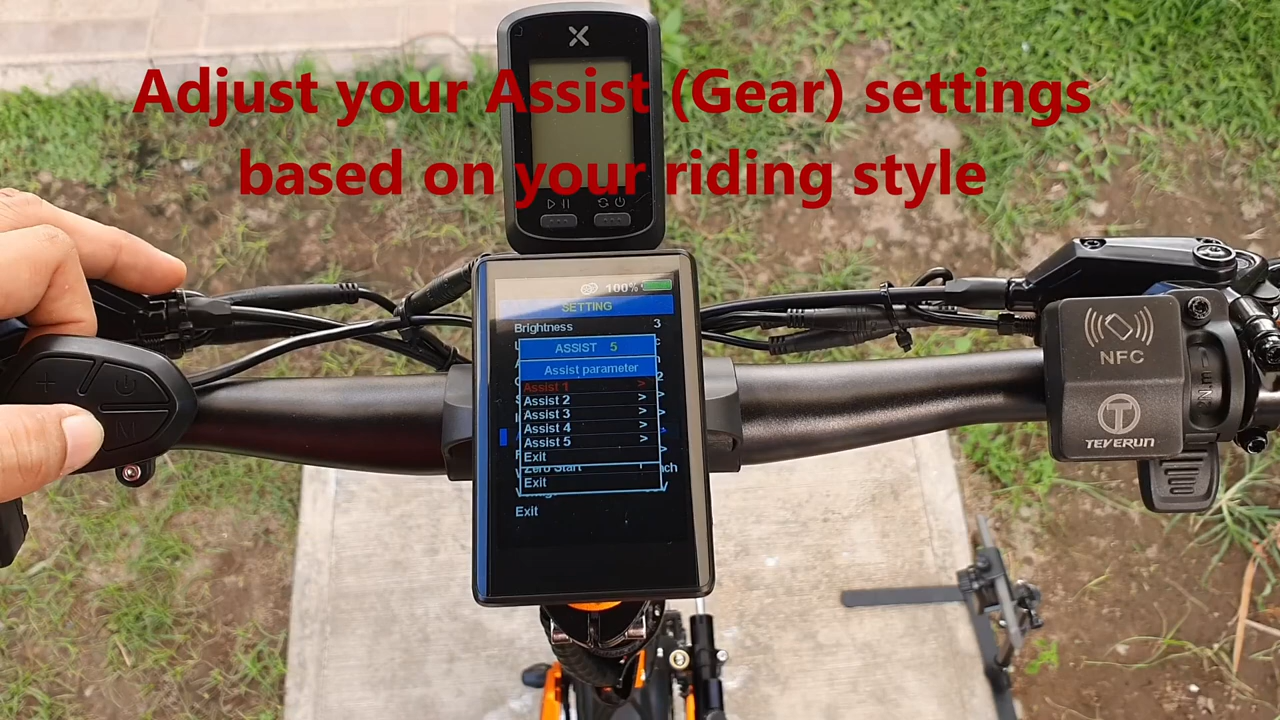 Adjust your Assist (Gear) settings
based on your riding style
100%
SETTING
Brightness 3
ASSIST 5
Assist parameter
Assist 1 >
Assist 2 >
Assist 3 >
Assist 4 >
Assist 5 >
Exit
Zero Start
Exit
Exit
NFC
TEVERUN